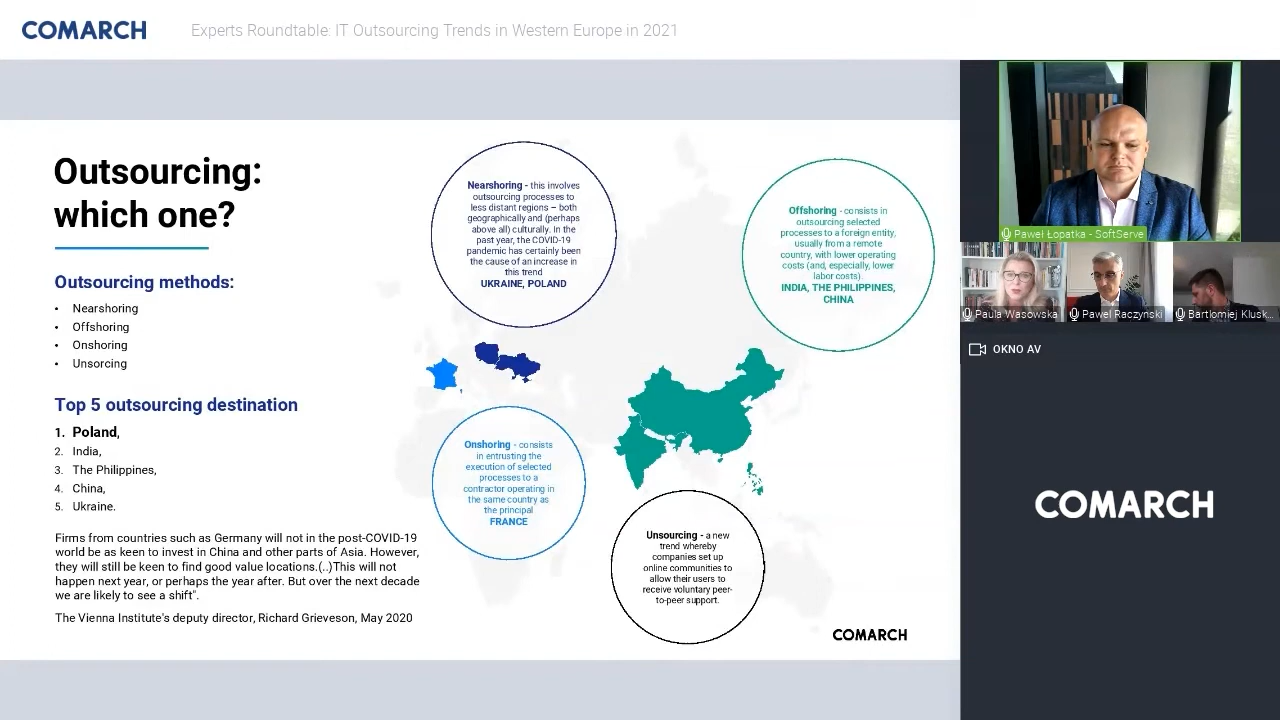 COMARCH
Experts Roundtable: IT Outsourcing Trends in Western Europe in 2021
Outsourcing:
which one?
Outsourcing methods:
• Nearshoring
• Offshoring
• Onshoring
• Unsorcing
Top 5 outsourcing destination
1. Poland,
2. India,
3. The Philippines,
4. China,
5. Ukraine.
Firms from countries such as Germany will not in the post-COVID-19
world be as keen to invest in China and other parts of Asia. However,
they will still be keen to find good value locations.(..)This will not
happen next year, or perhaps the year after. But over the next decade
we are likely to see a shift".
The Vienna Institute's deputy director, Richard Grieveson, May 2020
Nearshoring - this involves
outsourcing processes to
less distant regions – both
geographically and (perhaps
above all) culturally. In the
past year, the COVID-19
pandemic has certainly been
the cause of an increase in
this trend
UKRAINE, POLAND
Offshoring - consists in
outsourcing selected
processes to a foreign entity,
usually from a remote
country, with lower operating
costs (and, especially, lower
labor costs).
INDIA, THE PHILIPPINES,
CHINA
Onshoring - consists
in entrusting the
execution of selected
processes to a
contractor operating in
the same country as
the principal
FRANCE
Unsourcing - a new
trend whereby
companies set up
online communities to
allow their users to
receive voluntary peer-
to-peer support.
COMARCH
Paweł Łopatka - SoftServe
Paula Wąsowska
Paweł Raczyński
Bartłomiej Klusk...
OKNO AV
COMARCH